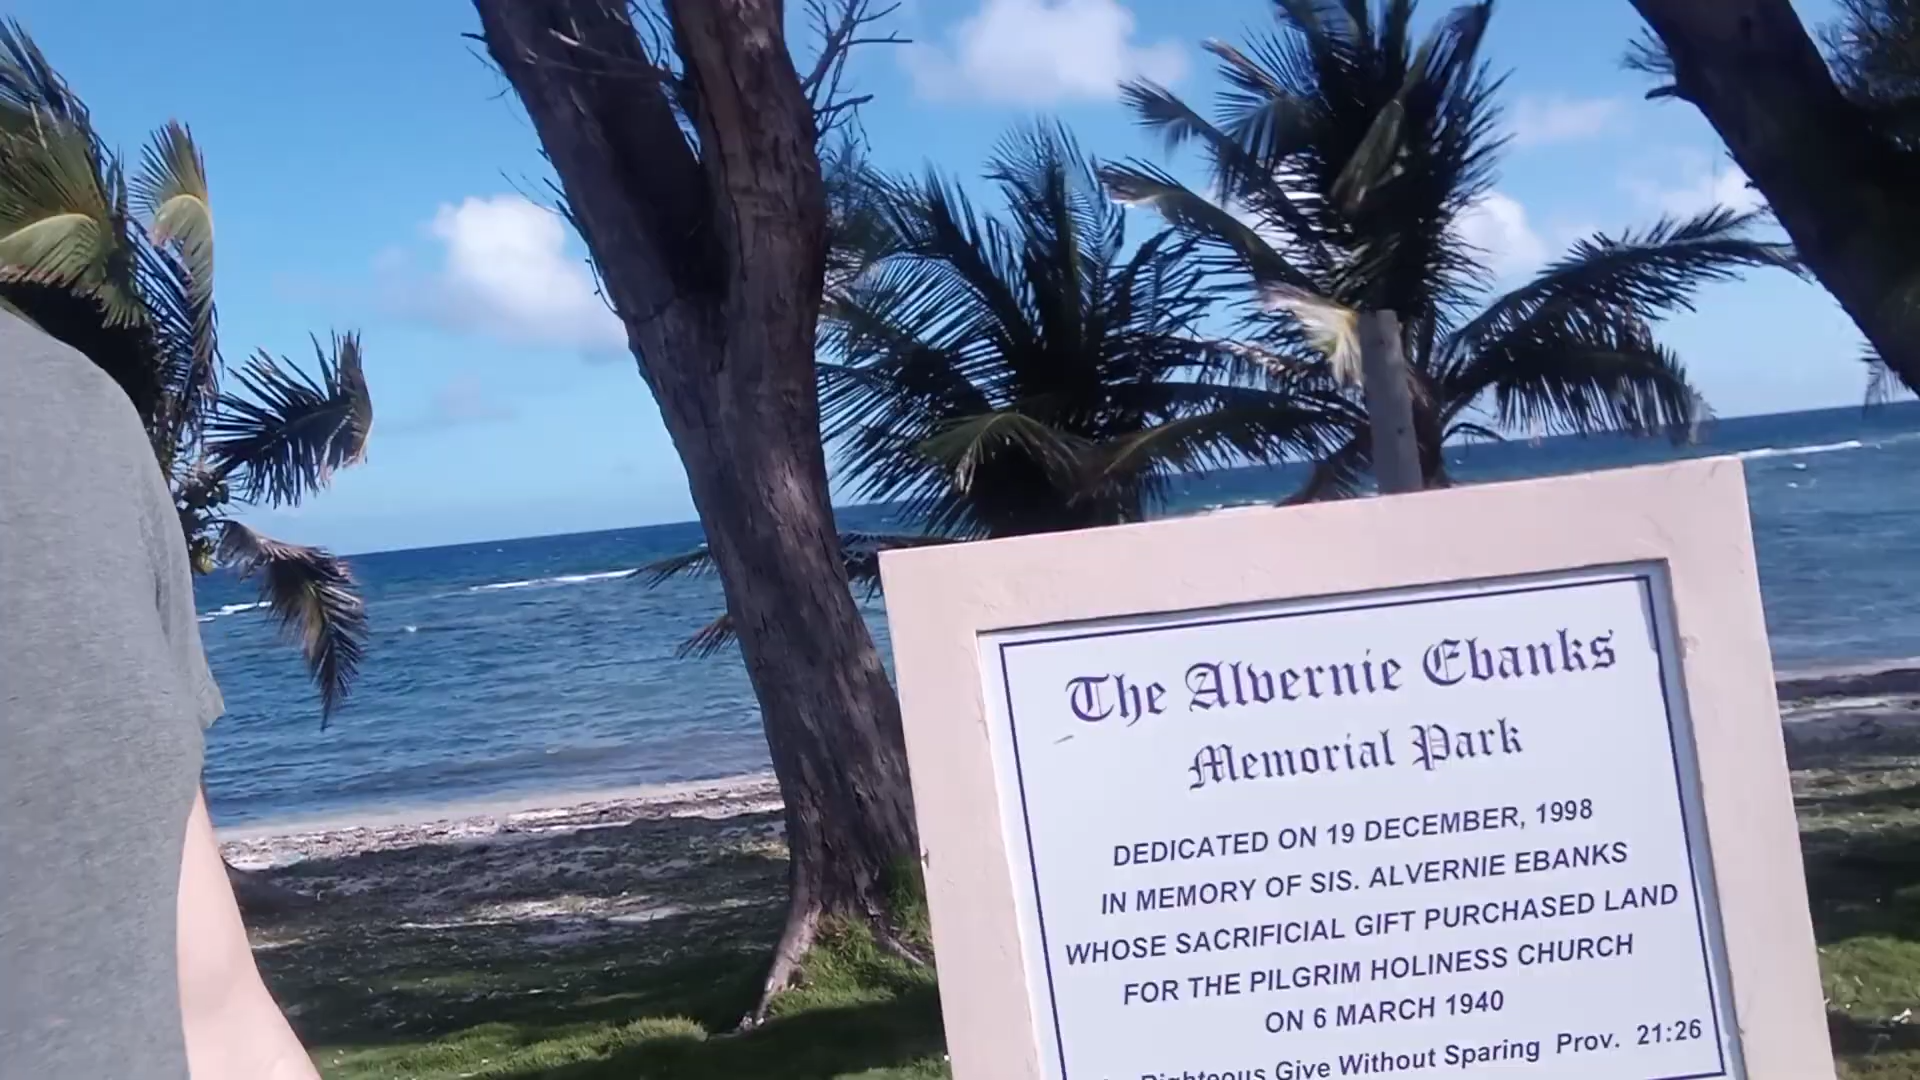 The Alvernie Ebanks
Memorial Park
DEDICATED ON 19 DECEMBER, 1998
IN MEMORY OF SIS. ALVERNIE EBANKS
WHOSE SACRIFICIAL GIFT PURCHASED LAND
FOR THE PILGRIM HOLINESS CHURCH
ON 6 MARCH 1940
Righteous Give Without Sparing Prov. 21:26